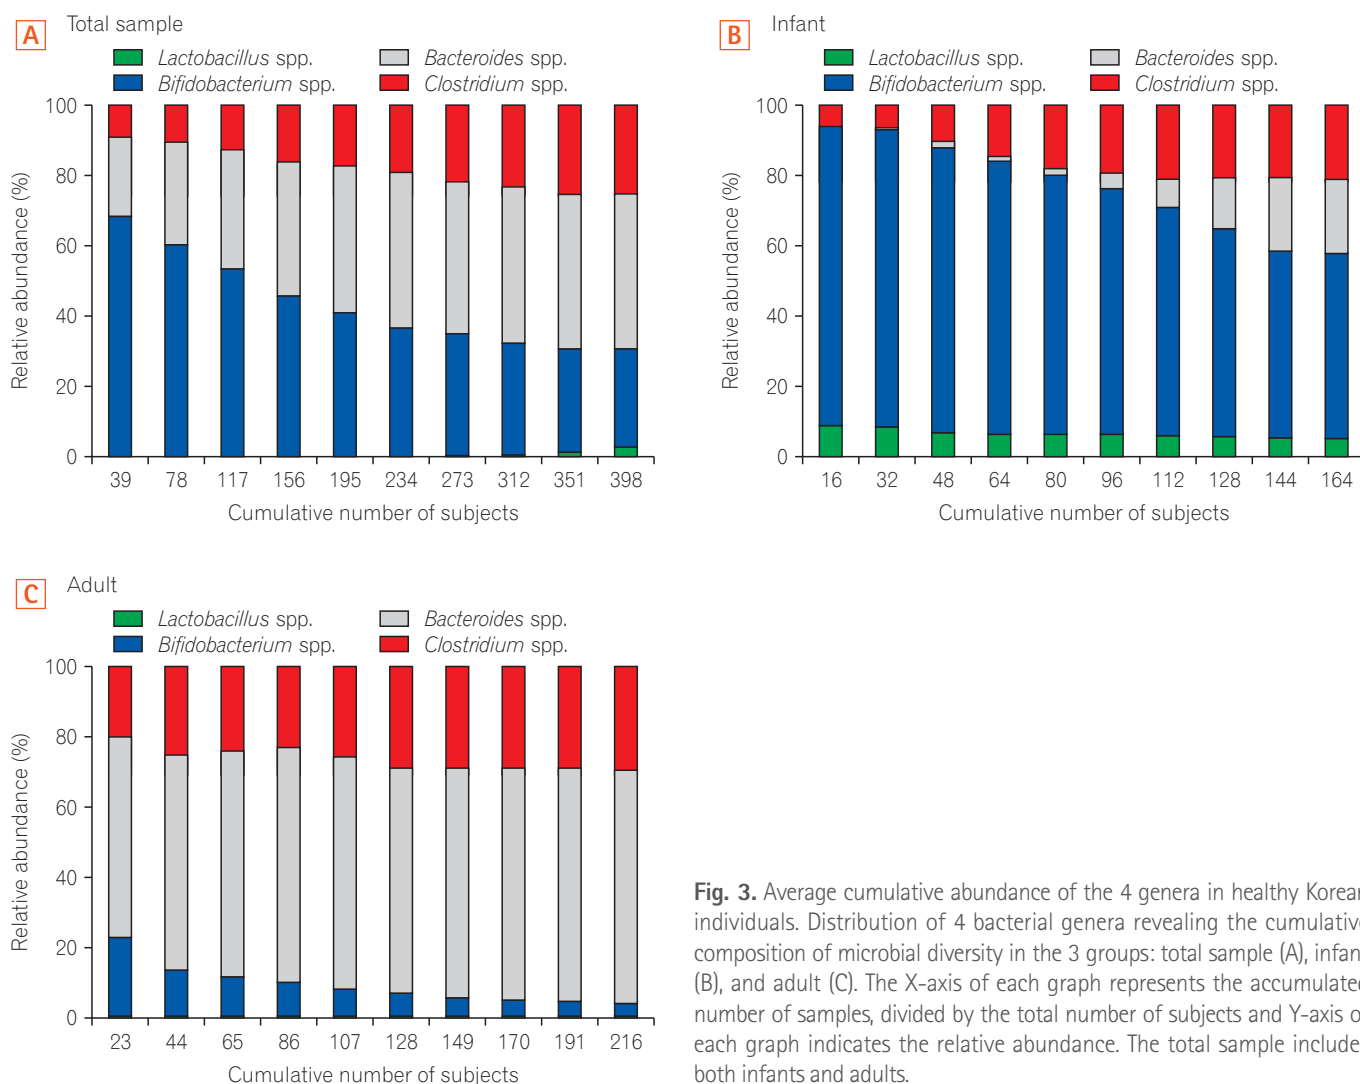 A Total sample
Lactobacillus spp. Bacteroides spp.
Bifidobacterium spp. Clostridium spp.
Relative abundance (%)
100
80
60
40
20
0
39 78 117 156 195 234 273 312 351 398
Cumulative number of subjects
B Infant
Lactobacillus spp. Bacteroides spp.
Bifidobacterium spp. Clostridium spp.
Relative abundance (%)
100
80
60
40
20
0
16 32 48 64 80 96 112 128 144 164
Cumulative number of subjects
C Adult
Lactobacillus spp. Bacteroides spp.
Bifidobacterium spp. Clostridium spp.
Relative abundance (%)
100
80
60
40
20
0
23 44 65 86 107 128 149 170 191 216
Cumulative number of subjects
Fig. 3. Average cumulative abundance of the 4 genera in healthy Korean
individuals. Distribution of 4 bacterial genera revealing the cumulative
composition of microbial diversity in the 3 groups: total sample (A), infant
(B), and adult (C). The X-axis of each graph represents the accumulated
number of samples, divided by the total number of subjects and Y-axis of
each graph indicates the relative abundance. The total sample includes
both infants and adults.